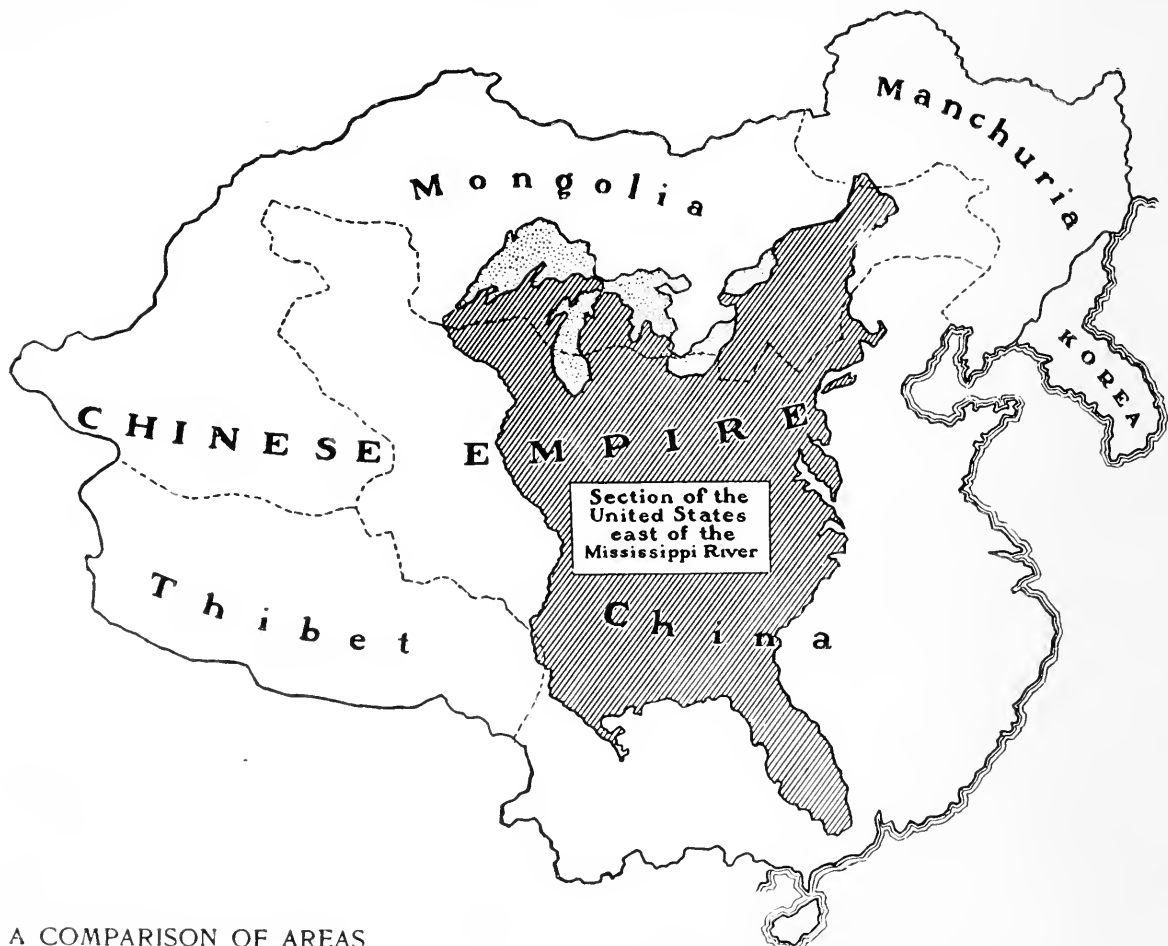 Manchuria
Mongolia
KOREA
CHINESE EMPIRE
Section of the
United States
east of the
Mississippi River
Thibet
China
A COMPARISON OF AREAS